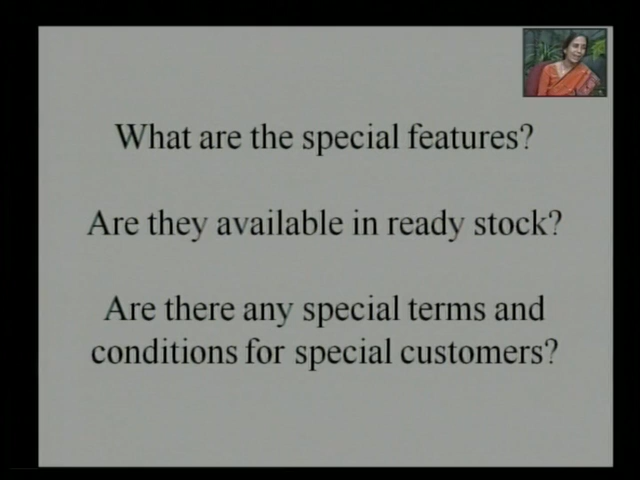 What are the special features?
Are they available in ready stock?
Are there any special terms and
conditions for special customers?